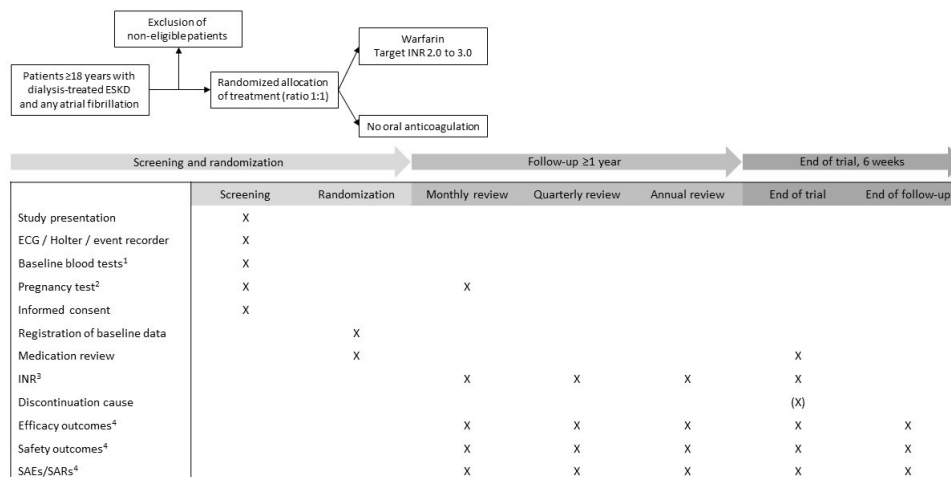 Exclusion of
non-eligible patients
Warfarin
Target INR 2.0 to 3.0
Patients ≥18 years with
dialysis-treated ESKD
and any atrial fibrillation
Randomized allocation
of treatment (ratio 1:1)
No oral anticoagulation
Screening and randomization Follow-up ≥1 year End of trial, 6 weeks
Screening Randomization Monthly review Quarterly review Annual review End of trial End of follow-up
Study presentation X
ECG / Holter / event recorder X
Baseline blood tests¹ X
Pregnancy test² X X
Informed consent X
Registration of baseline data X
Medication review X X
INR³ X X X X
Discontinuation cause (X)
Efficacy outcomes⁴ X X X X X
Safety outcomes⁴ X X X X X
SAEs/SARs⁴ X X X X X